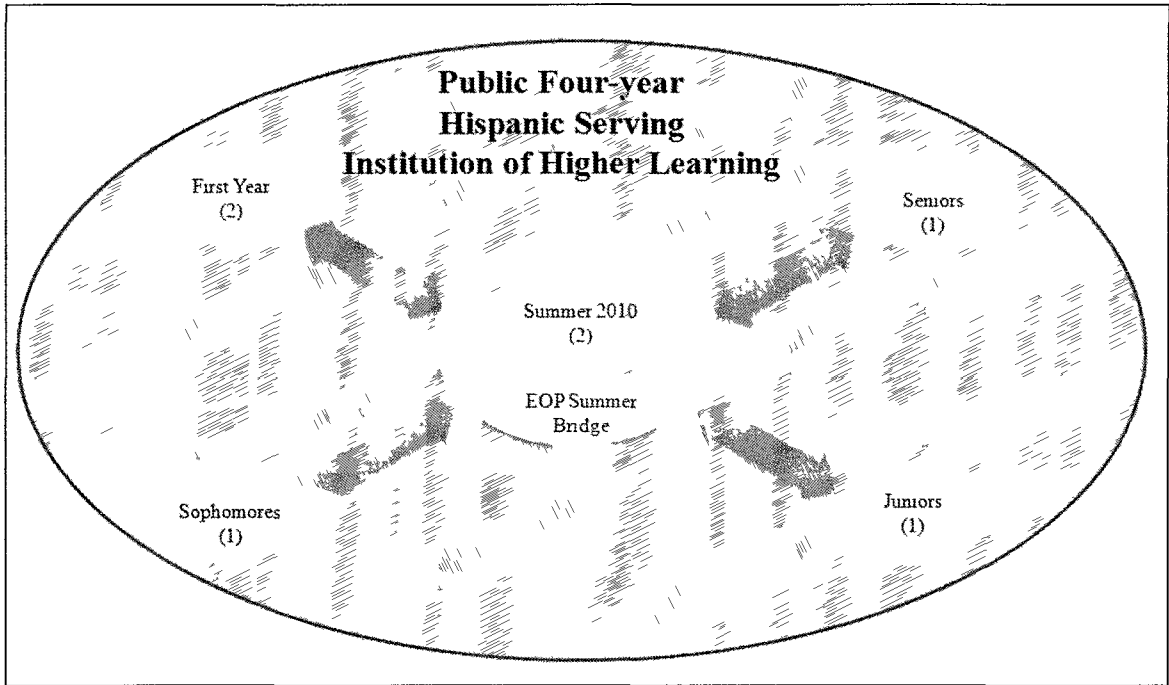 Public Four-year
Hispanic Serving
Institution of Higher Learning
First Year
(2)
Seniors
(1)
Summer 2010
(2)
EOP Summer
Bridge
Sophomores
(1)
Juniors
(1)